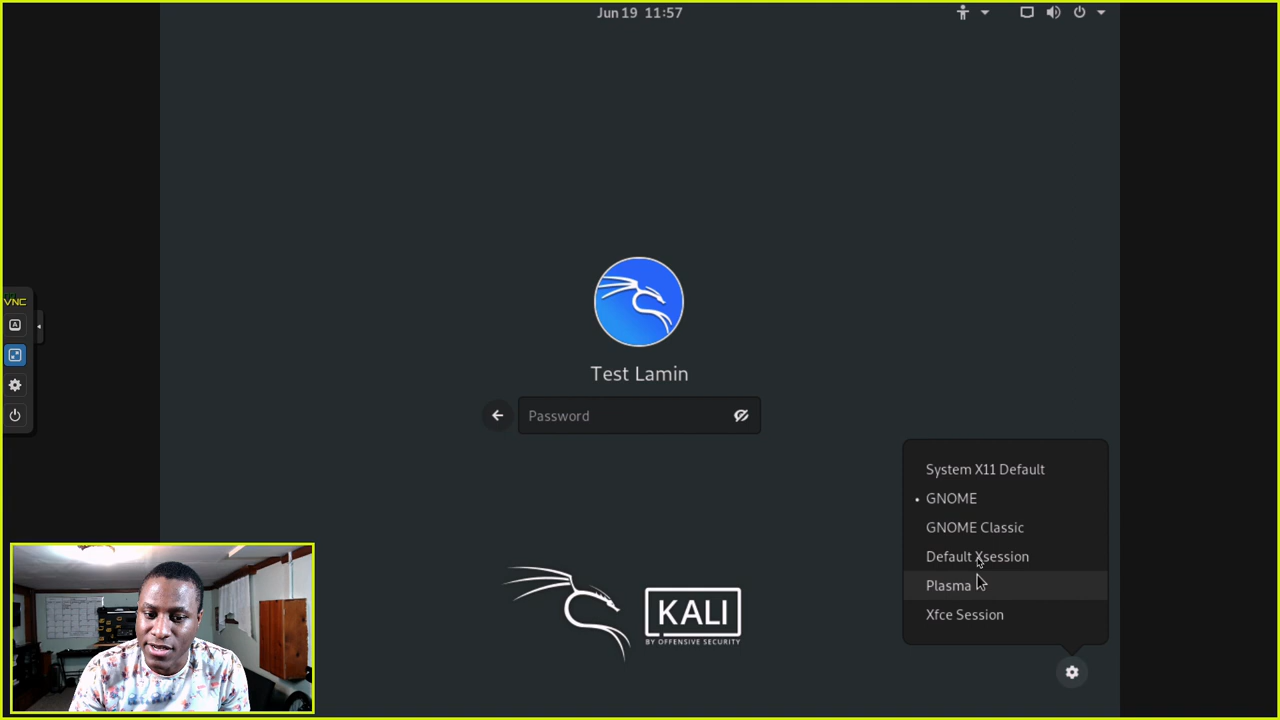 Jun 19 11:57
VNC
Test Lamin
Password
System X11 Default
• GNOME
GNOME Classic
Default Xsession
Plasma
Xfce Session
KALI
BY OFFENSIVE SECURITY